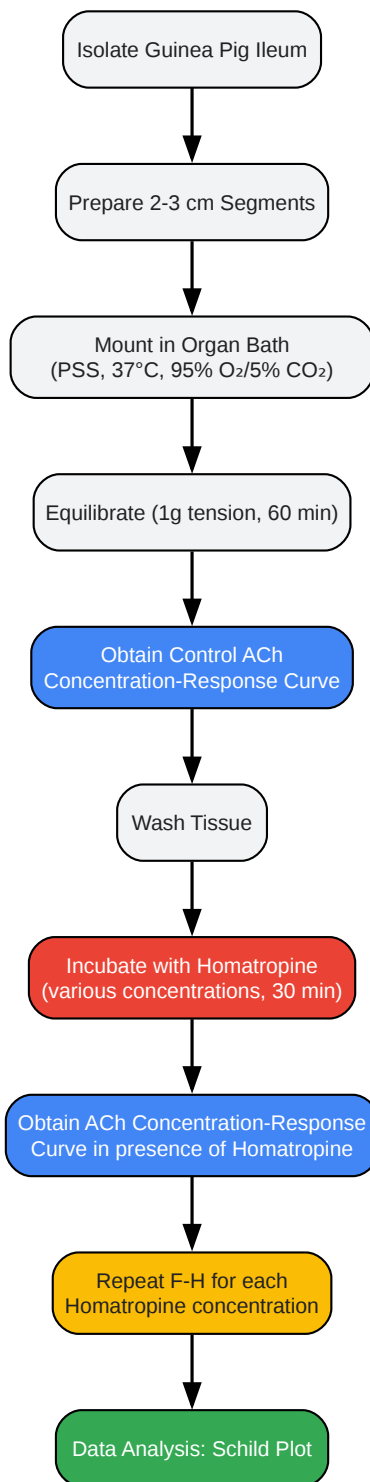 Isolate Guinea Pig Ileum
Prepare 2-3 cm Segments
Mount in Organ Bath
(PSS, 37°C, 95% O₂/5% CO₂)
Equilibrate (1g tension, 60 min)
Obtain Control ACh
Concentration-Response Curve
Wash Tissue
Incubate with Homatropine
(various concentrations, 30 min)
Obtain ACh Concentration-Response
Curve in presence of Homatropine
Repeat F-H for each
Homatropine concentration
Data Analysis: Schild Plot